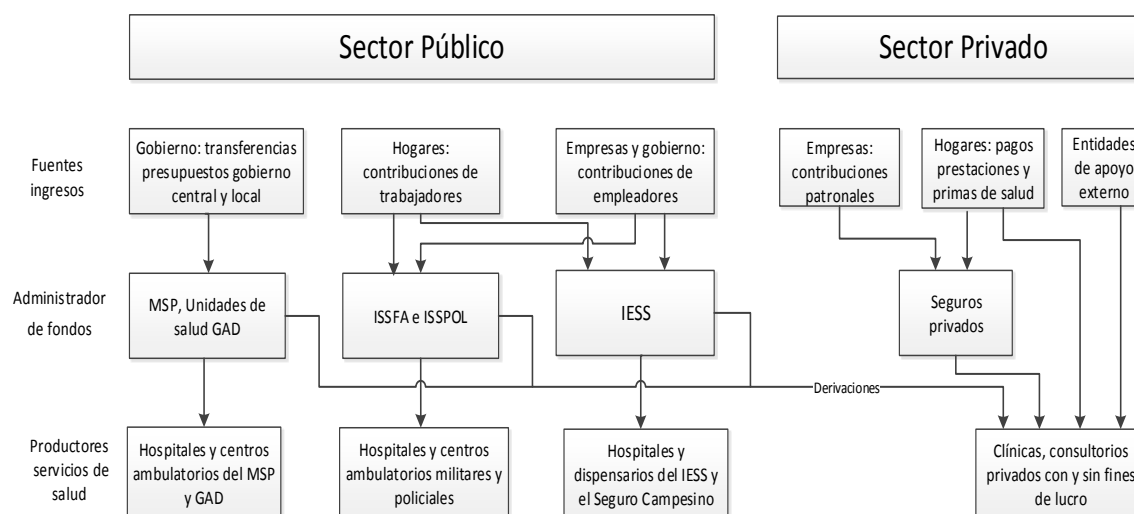 Sector Público
Sector Privado
Fuentes
ingresos
Gobierno: transferencias
presupuestos gobierno
central y local
Hogares:
contribuciones de
trabajadores
Empresas y gobierno:
contribuciones de
empleadores
Empresas:
contribuciones
patronales
Hogares: pagos
prestaciones y
primas de salud
Entidades
de apoyo
externo
Administrador
de fondos
MSP, Unidades de
salud GAD
ISSFA e ISSPOL
IESS
Seguros
privados
Derivaciones
Productores
servicios de
salud
Hospitales y centros
ambulatorios del MSP
y GAD
Hospitales y centros
ambulatorios militares y
policiales
Hospitales y
dispensarios del IESS y
el Seguro Campesino
Clínicas, consultorios
privados con y sin fines
de lucro